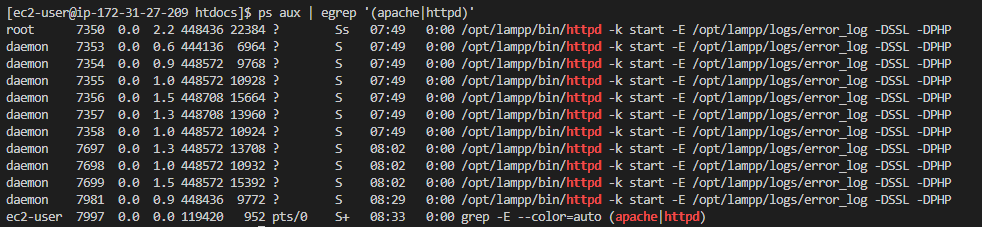 [ec2-user@ip-172-31-27-209 htdocs]$ ps aux | egrep '(apache|httpd)'
root      7350  0.0  2.2 448436 22384 ?        Ss   07:49   0:00 /opt/lampp/bin/httpd -k start -E /opt/lampp/logs/error_log -DSSL -DPHP
daemon    7353  0.0  0.6 444136  6964 ?        S    07:49   0:00 /opt/lampp/bin/httpd -k start -E /opt/lampp/logs/error_log -DSSL -DPHP
daemon    7354  0.0  0.9 448572  9768 ?        S    07:49   0:00 /opt/lampp/bin/httpd -k start -E /opt/lampp/logs/error_log -DSSL -DPHP
daemon    7355  0.0  1.0 448572 10928 ?        S    07:49   0:00 /opt/lampp/bin/httpd -k start -E /opt/lampp/logs/error_log -DSSL -DPHP
daemon    7356  0.0  1.5 448708 15664 ?        S    07:49   0:00 /opt/lampp/bin/httpd -k start -E /opt/lampp/logs/error_log -DSSL -DPHP
daemon    7357  0.0  1.3 448708 13960 ?        S    07:49   0:00 /opt/lampp/bin/httpd -k start -E /opt/lampp/logs/error_log -DSSL -DPHP
daemon    7358  0.0  1.0 448572 10924 ?        S    07:49   0:00 /opt/lampp/bin/httpd -k start -E /opt/lampp/logs/error_log -DSSL -DPHP
daemon    7697  0.0  1.3 448572 13708 ?        S    08:02   0:00 /opt/lampp/bin/httpd -k start -E /opt/lampp/logs/error_log -DSSL -DPHP
daemon    7698  0.0  1.0 448572 10932 ?        S    08:02   0:00 /opt/lampp/bin/httpd -k start -E /opt/lampp/logs/error_log -DSSL -DPHP
daemon    7699  0.0  1.5 448572 15392 ?        S    08:02   0:00 /opt/lampp/bin/httpd -k start -E /opt/lampp/logs/error_log -DSSL -DPHP
daemon    7981  0.0  0.9 448436  9772 ?        S    08:29   0:00 /opt/lampp/bin/httpd -k start -E /opt/lampp/logs/error_log -DSSL -DPHP
ec2-user  7997  0.0  0.0 119420   952 pts/0    S+   08:33   0:00 grep -E --color=auto (apache|httpd)